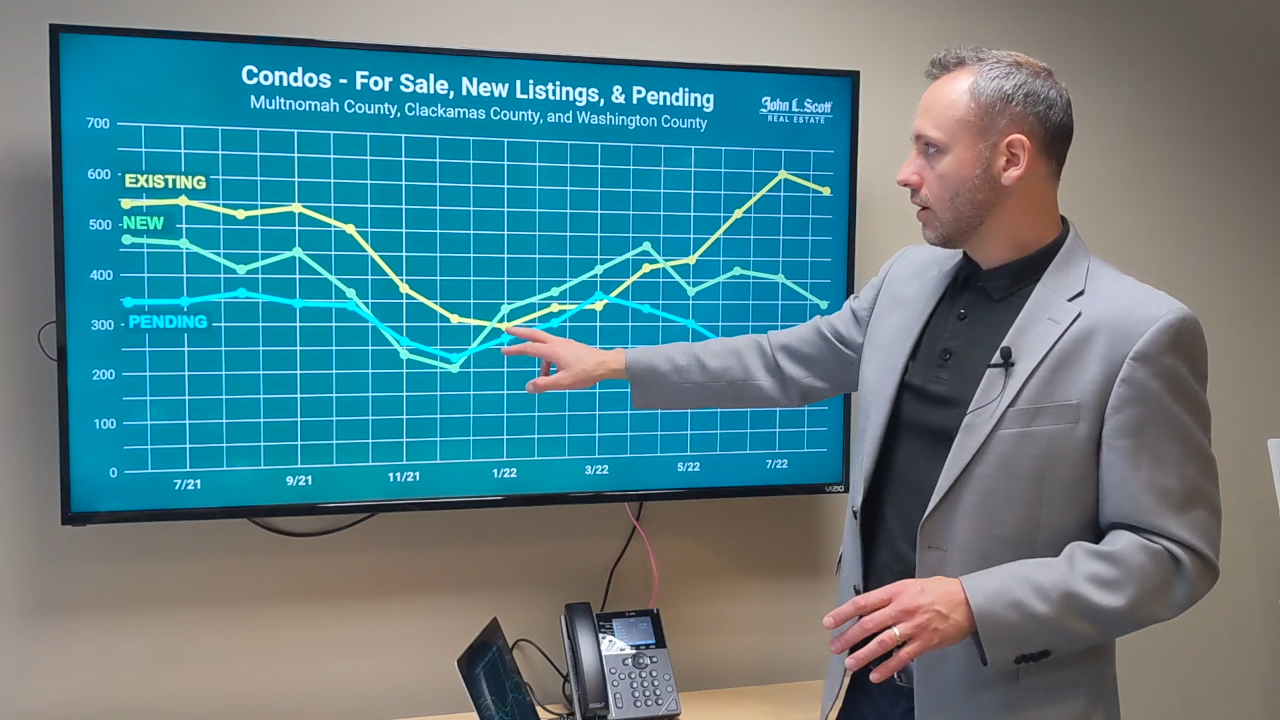 Condos - For Sale, New Listings, & Pending
Multnomah County, Clackamas County, and Washington County
John L. Scott
REAL ESTATE
700
600
500
400
300
200
100
0
EXISTING
NEW
PENDING
7/21
9/21
11/21
1/22
3/22
5/22
7/22
VIZIO